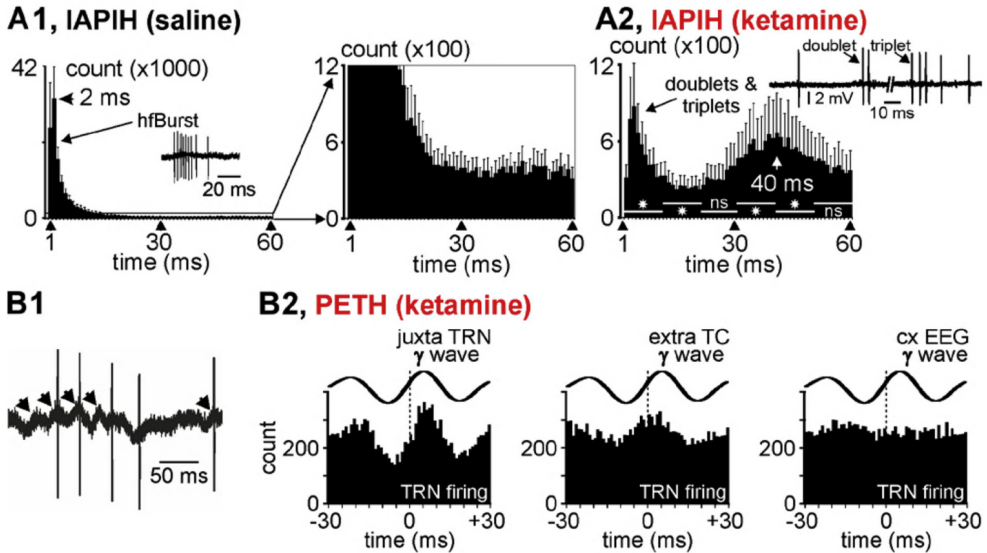 A1, IAPIH (saline)
count (x1000)
42
2 ms
hfBurst
20 ms
0
1
30
60
time (ms)
count (x100)
12
6
0
1
30
60
time (ms)
A2, IAPIH (ketamine)
count (x100)
12
doublets &
triplets
doublet
triplet
2 mV
10 ms
6
40 ms
0
* * ns * * ns
1
30
60
time (ms)
B1
50 ms
B2, PETH (ketamine)
juxta TRN
γ wave
count
200
0
TRN firing
-30
0
+30
time (ms)
extra TC
γ wave
200
0
TRN firing
-30
0
+30
time (ms)
cx EEG
γ wave
200
0
TRN firing
-30
0
+30
time (ms)